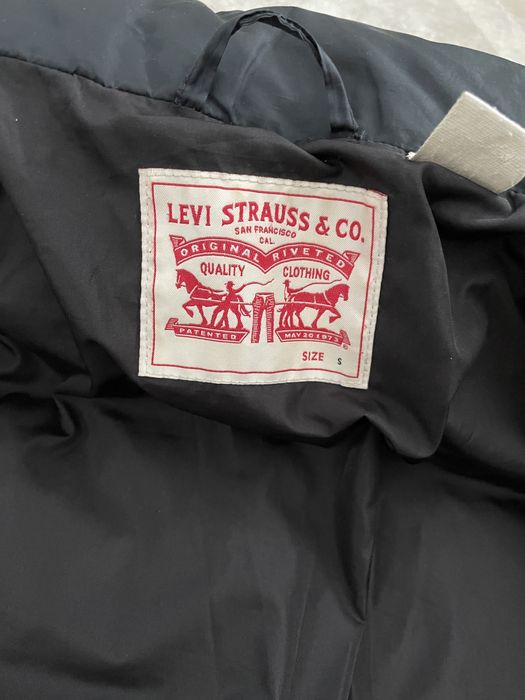 LEVI STRAUSS & CO.
SAN FRANCISCO
CAL.
ORIGINAL RIVETED
QUALITY CLOTHING
PATENTED MAY 20 1873
®
SIZE S